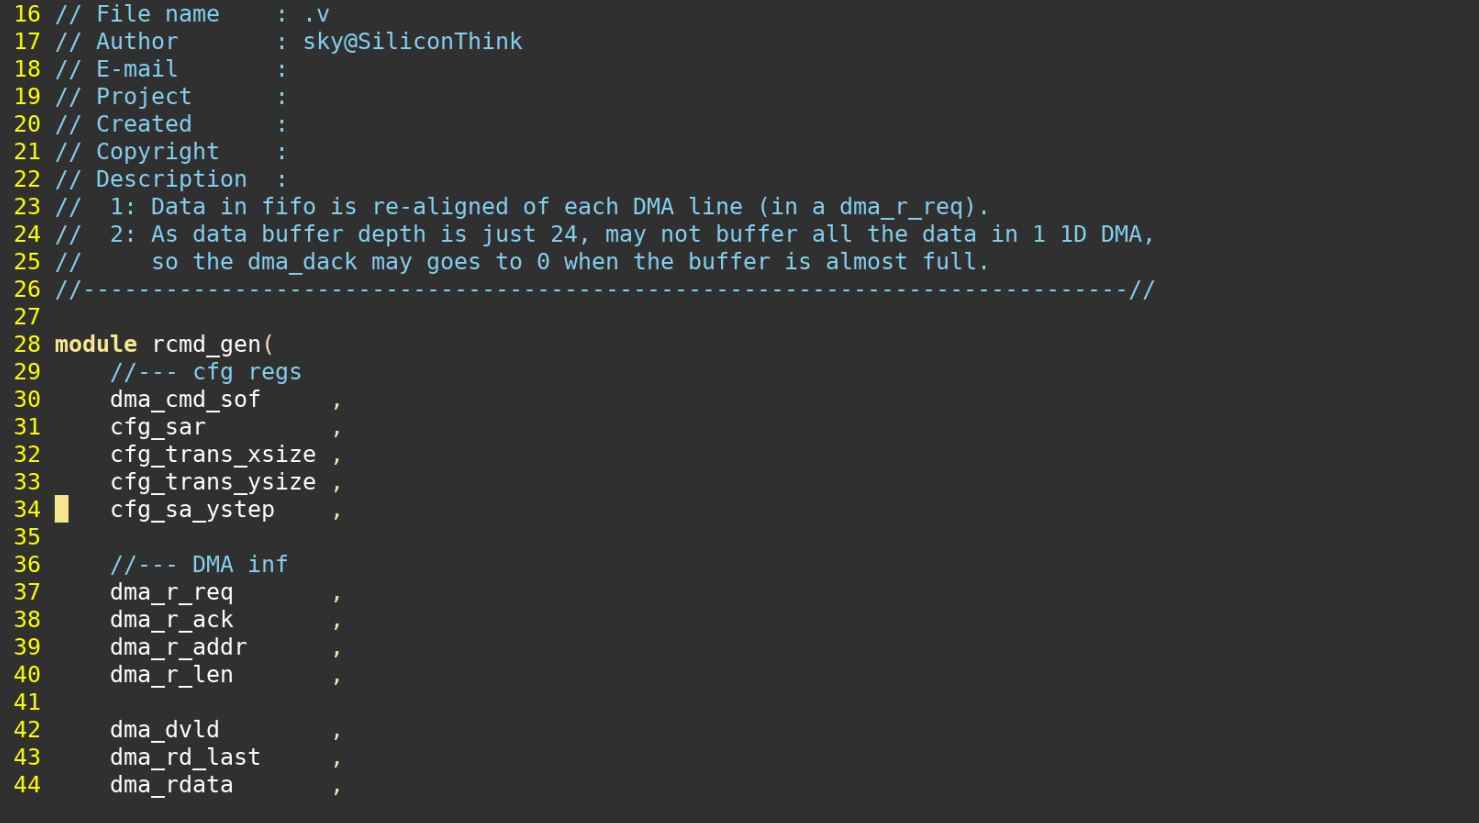 16 // File name    : .v
17 // Author       : sky@SiliconThink
18 // E-mail       :
19 // Project      :
20 // Created      :
21 // Copyright    :
22 // Description  :
23 //  1: Data in fifo is re-aligned of each DMA line (in a dma_r_req).
24 //  2: As data buffer depth is just 24, may not buffer all the data in 1 1D DMA,
25 //     so the dma_dack may goes to 0 when the buffer is almost full.
26 //----------------------------------------------------------------------------//
27
28 module rcmd_gen(
29     //--- cfg regs
30     dma_cmd_sof     ,
31     cfg_sar         ,
32     cfg_trans_xsize ,
33     cfg_trans_ysize ,
34     cfg_sa_ystep    ,
35
36     //--- DMA inf
37     dma_r_req       ,
38     dma_r_ack       ,
39     dma_r_addr      ,
40     dma_r_len       ,
41
42     dma_dvld        ,
43     dma_rd_last     ,
44     dma_rdata       ,